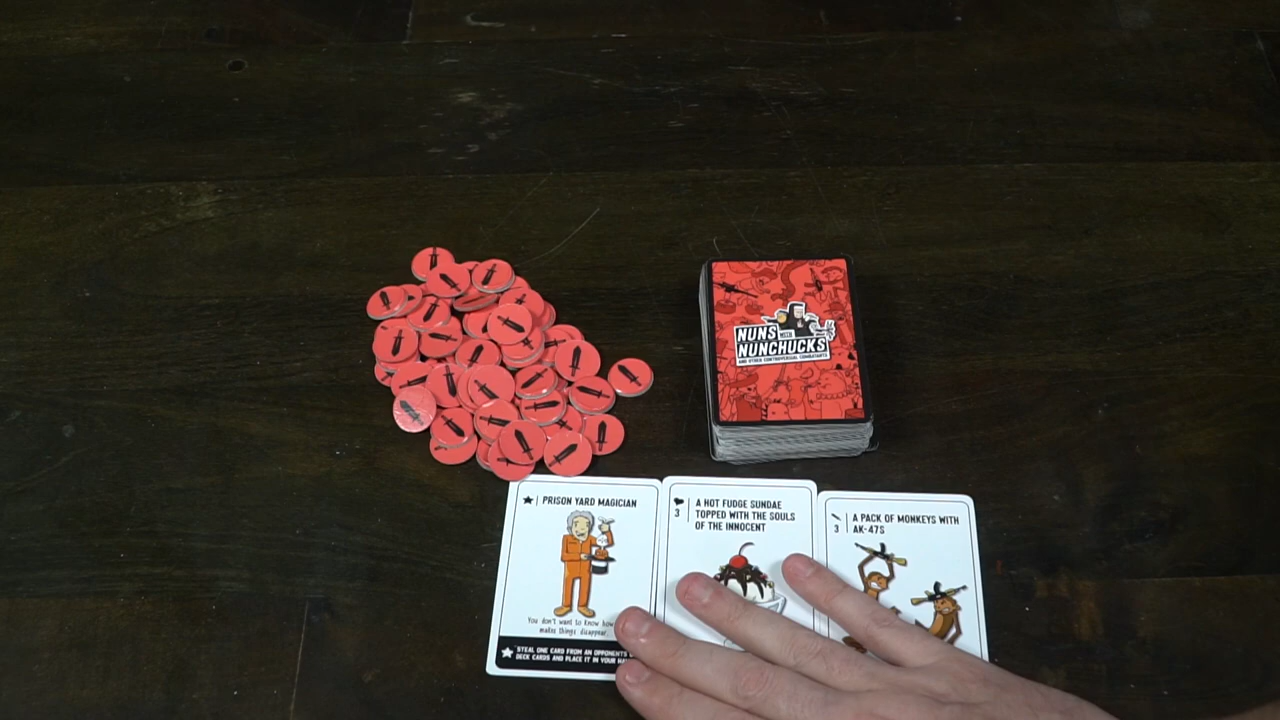 NUNS WITH
NUNCHUCKS
AND OTHER CONTROVERSIAL COMBATANTS
PRISON YARD MAGICIAN
You don't want to know how
makes things disappear.
STEAL ONE CARD FROM AN OPPONENTS
DECK CARDS AND PLACE IT IN YOUR
3
A HOT FUDGE SUNDAE
TOPPED WITH THE SOULS
OF THE INNOCENT
3
A PACK OF MONKEYS WITH
AK-47S